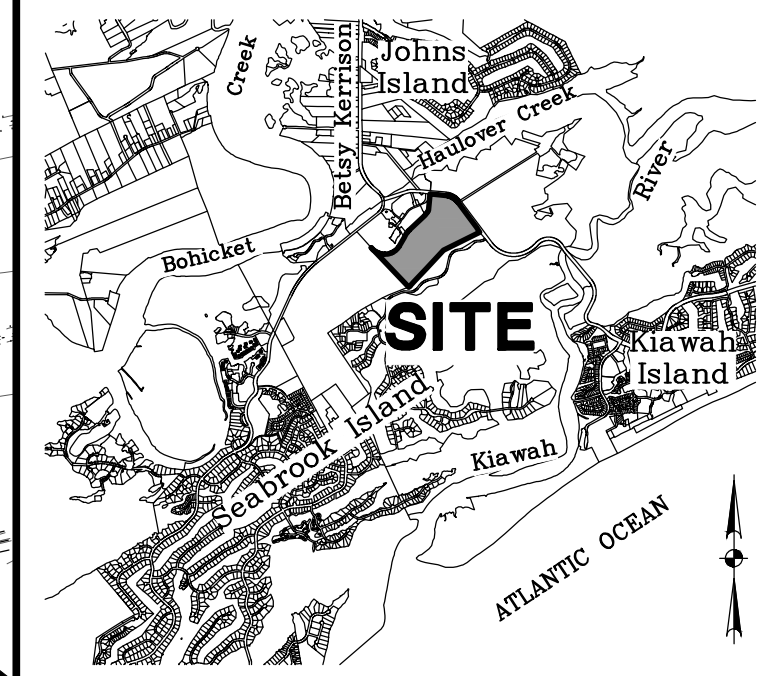 Creek
Betsy Kerrison
Johns
Island
Haulover Creek
River
Bohicket
SITE
Kiawah
Island
Seabrook Island
Kiawah
ATLANTIC OCEAN